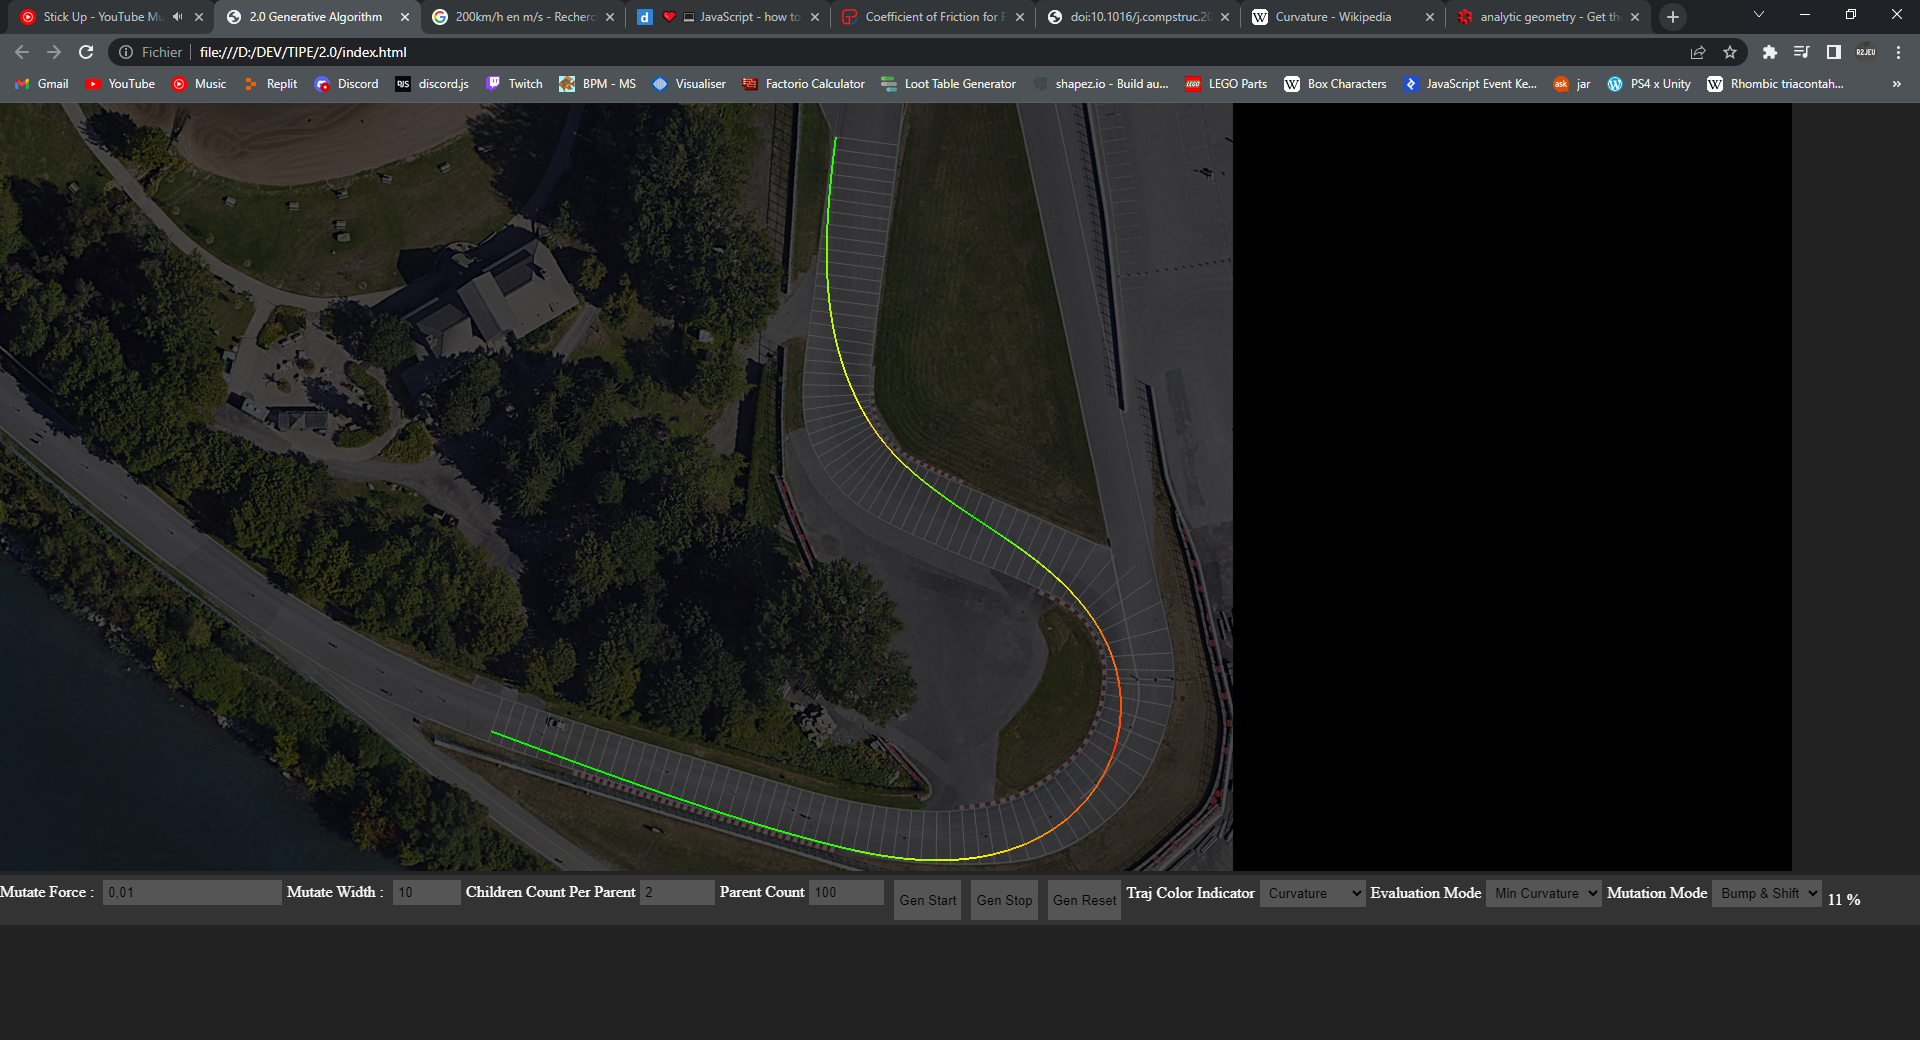 Stick Up - YouTube Mu
2.0 Generative Algorithm
200km/h en m/s - Recherc
JavaScript - how to
Coefficient of Friction for
doi:10.1016/j.compstruc.20
Curvature - Wikipedia
analytic geometry - Get th
Fichier
file:///D:/DEV/TIPE/2.0/index.html
Gmail
YouTube
Music
Replit
Discord
DJS
discord.js
Twitch
BPM - MS
Visualiser
Factorio Calculator
Loot Table Generator
shapez.io - Build au...
LEGO Parts
Box Characters
JavaScript Event Ke...
ask
jar
PS4 x Unity
Rhombic triacontah...
»
Mutate Force : 0,01 Mutate Width : 10 Children Count Per Parent 2 Parent Count 100 Gen Start Gen Stop Gen Reset Traj Color Indicator Curvature Evaluation Mode Min Curvature Mutation Mode Bump & Shift 11 %